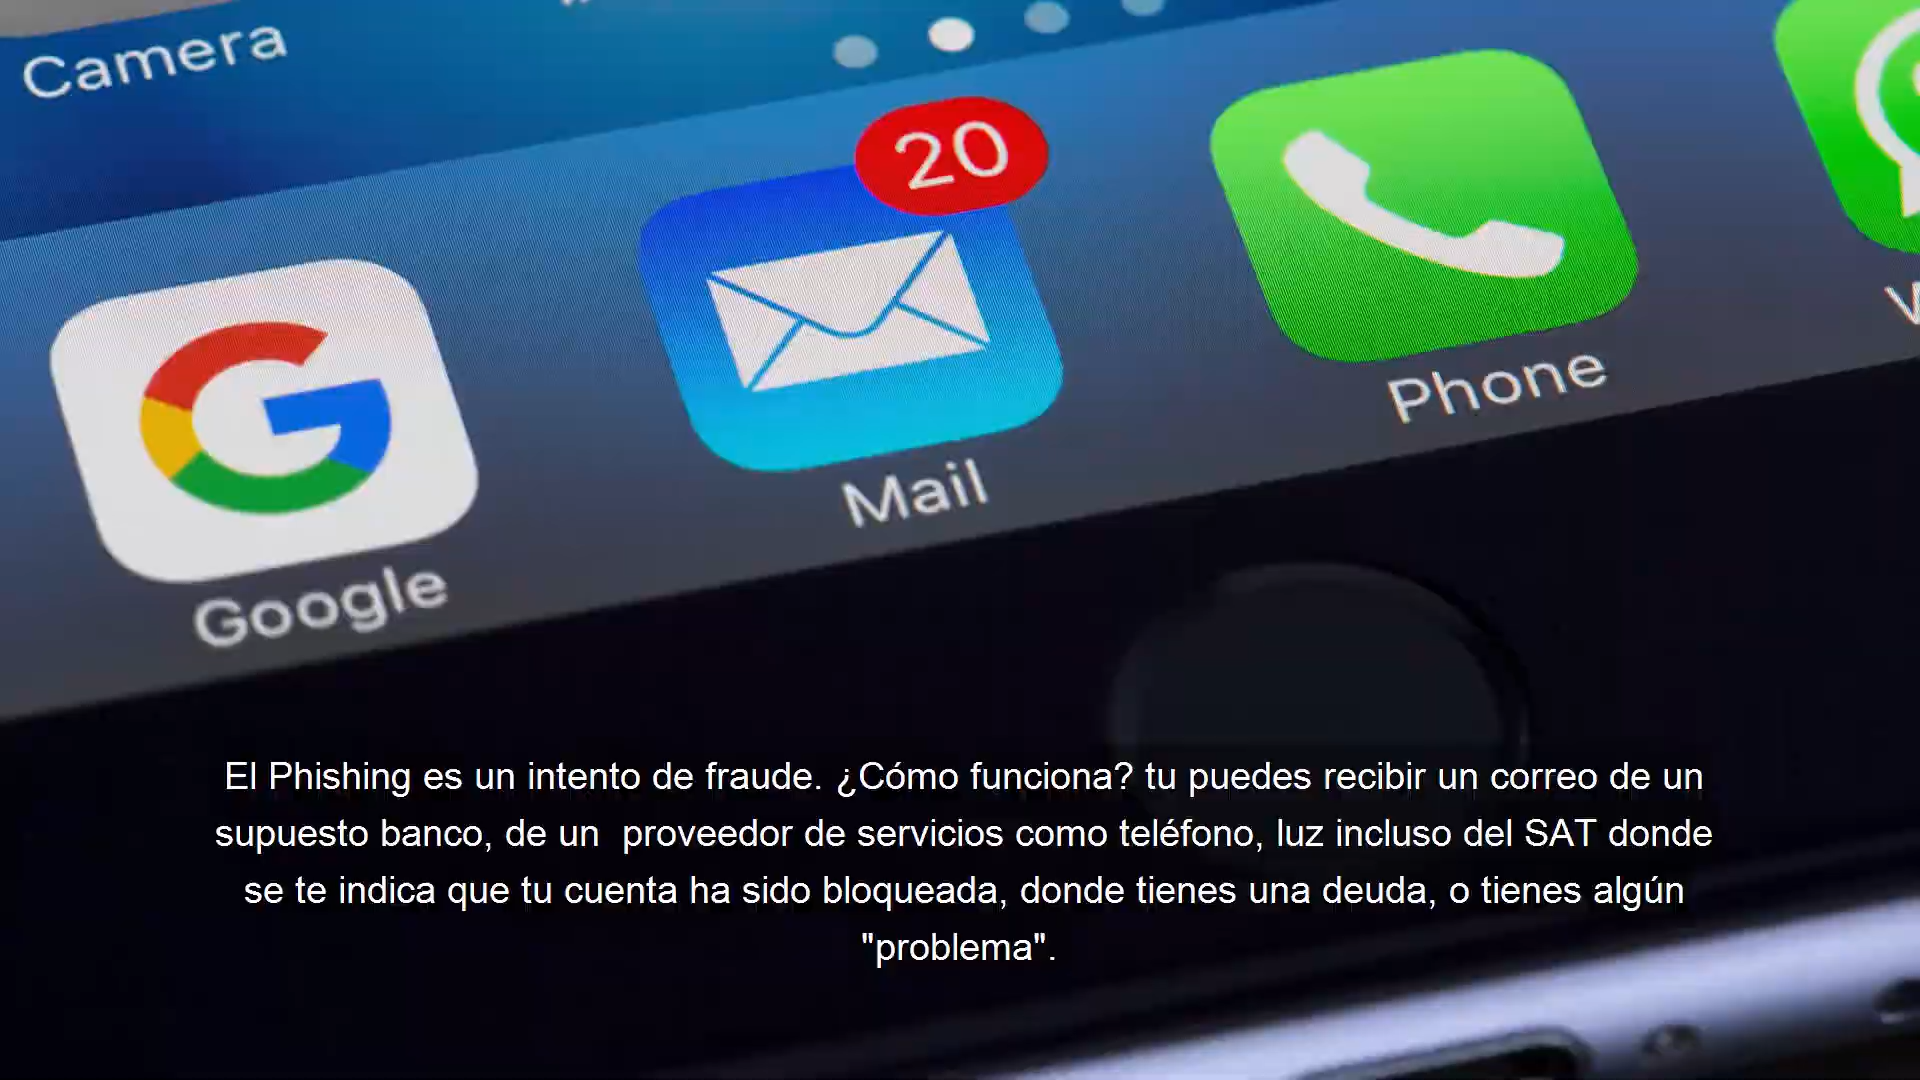 Camera
20
Google
Mail
Phone
El Phishing es un intento de fraude. ¿Cómo funciona? tu puedes recibir un correo de un
supuesto banco, de un  proveedor de servicios como teléfono, luz incluso del SAT donde
se te indica que tu cuenta ha sido bloqueada, donde tienes una deuda, o tienes algún
"problema".